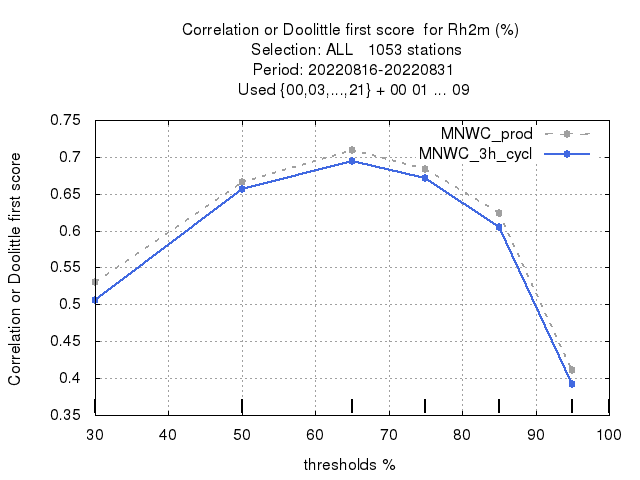 Correlation or Doolittle first score  for Rh2m (%)
Selection: ALL   1053 stations
Period: 20220816-20220831
Used {00,03,...,21} + 00 01 ... 09
MNWC_prod
MNWC_3h_cycl
Correlation or Doolittle first score
0.75
0.7
0.65
0.6
0.55
0.5
0.45
0.4
0.35
30 40 50 60 70 80 90 100
thresholds %